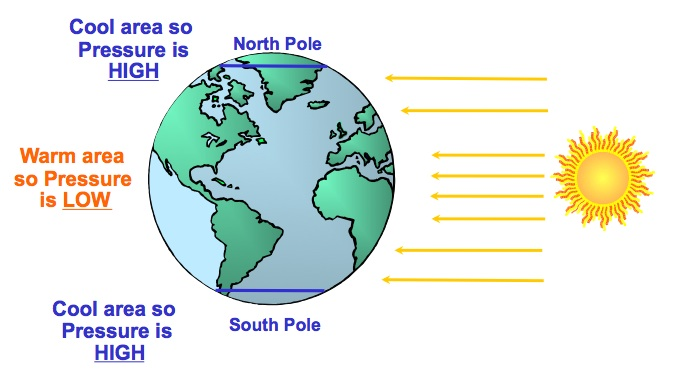 Cool area so
Pressure is
HIGH
North Pole
Warm area
so Pressure
is LOW
Cool area so
Pressure is
HIGH
South Pole